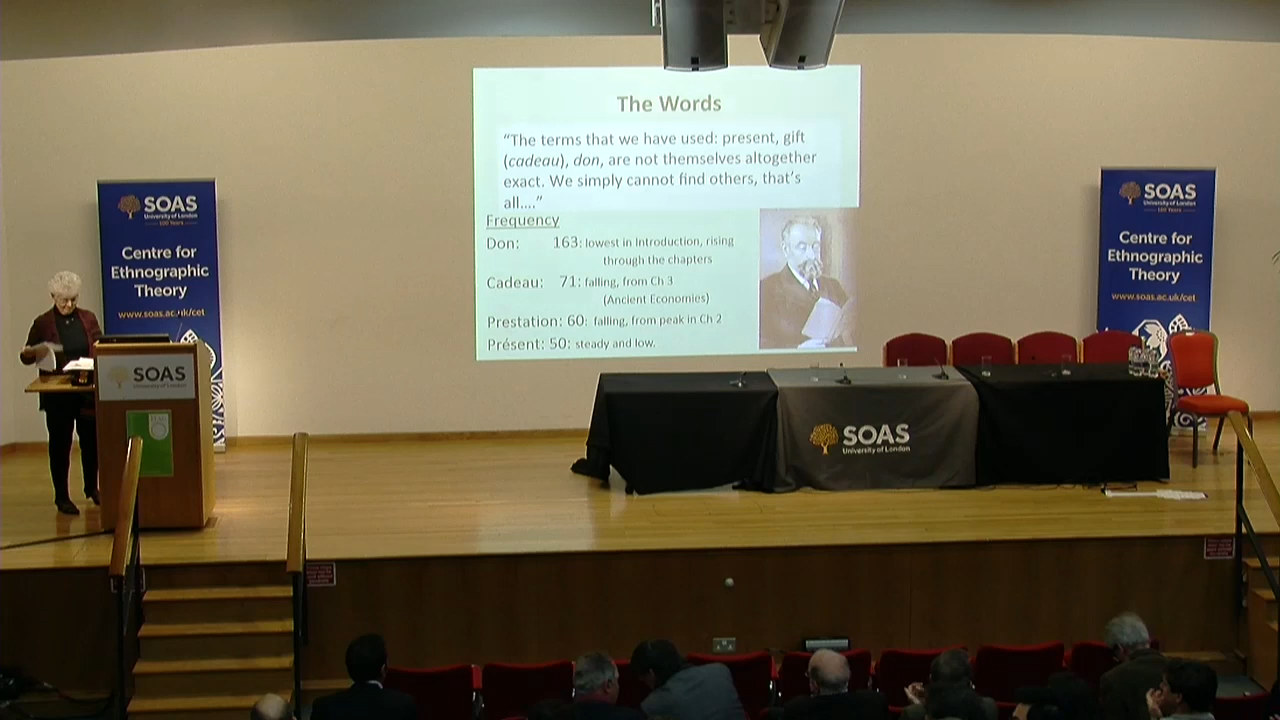 The Words
“The terms that we have used: present, gift
(cadeau), don, are not themselves altogether
exact. We simply cannot find others, that’s
all....”
Frequency
Don: 163: lowest in Introduction, rising
through the chapters
Cadeau: 71: falling, from Ch 3
(Ancient Economies)
Prestation: 60: falling, from peak in Ch 2
Présent: 50: steady and low.
SOAS
University of London
100 Years
Centre for
Ethnographic
Theory
www.soas.ac.uk/cet
SOAS
University of London
SOAS
University of London
SOAS
University of London
100 Years
Centre for
Ethnographic
Theory
www.soas.ac.uk/cet